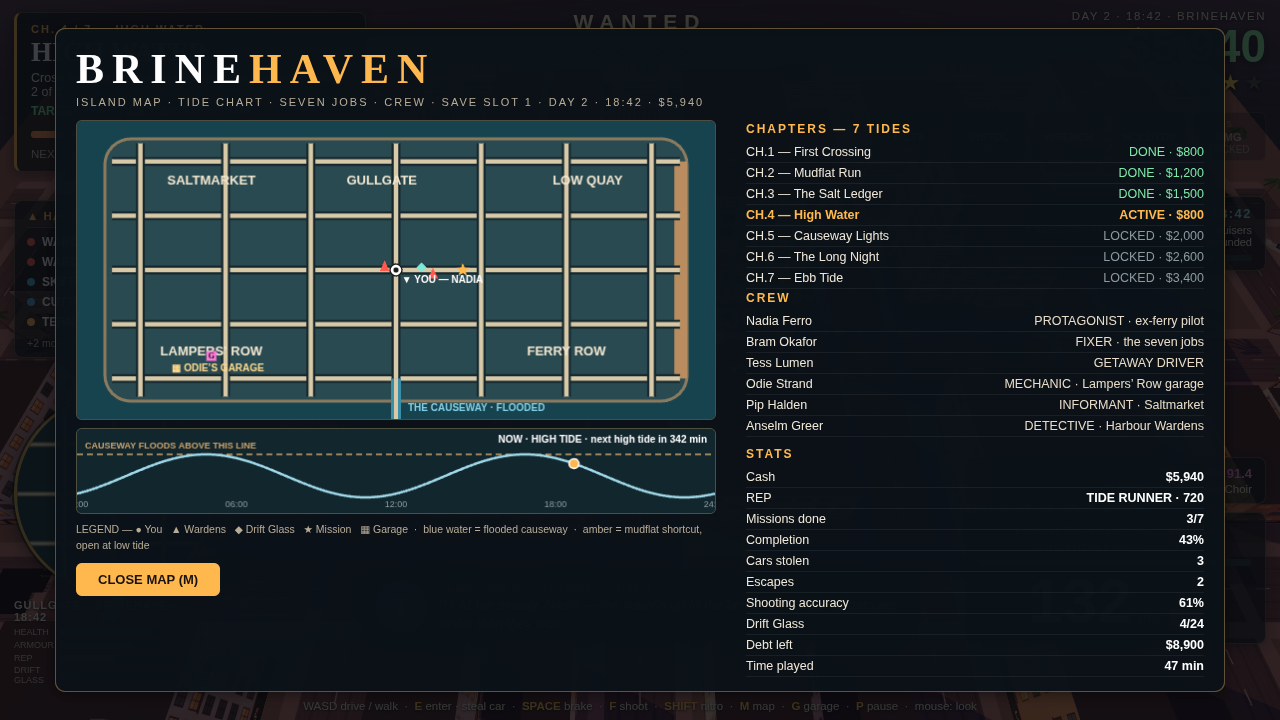 WANTED
DAY 2 · 18:42 · BRINEHAVEN
BRINEHAVEN
ISLAND MAP · TIDE CHART · SEVEN JOBS · CREW · SAVE SLOT 1 · DAY 2 · 18:42 · $5,940
SALTMARKET
GULLGATE
LOW QUAY
▼ YOU — NADIA
LAMPERS' ROW
FERRY ROW
▦ ODIE'S GARAGE
THE CAUSEWAY · FLOODED
CAUSEWAY FLOODS ABOVE THIS LINE
NOW · HIGH TIDE · next high tide in 342 min
00 06:00 12:00 18:00 24
LEGEND — ● You ▲ Wardens ◆ Drift Glass ★ Mission ▦ Garage · blue water = flooded causeway · amber = mudflat shortcut,
open at low tide
CLOSE MAP (M)
CHAPTERS — 7 TIDES
CH.1 — First Crossing DONE · $800
CH.2 — Mudflat Run DONE · $1,200
CH.3 — The Salt Ledger DONE · $1,500
CH.4 — High Water ACTIVE · $800
CH.5 — Causeway Lights LOCKED · $2,000
CH.6 — The Long Night LOCKED · $2,600
CH.7 — Ebb Tide LOCKED · $3,400
CREW
Nadia Ferro PROTAGONIST · ex-ferry pilot
Bram Okafor FIXER · the seven jobs
Tess Lumen GETAWAY DRIVER
Odie Strand MECHANIC · Lampers' Row garage
Pip Halden INFORMANT · Saltmarket
Anselm Greer DETECTIVE · Harbour Wardens
STATS
Cash $5,940
REP TIDE RUNNER · 720
Missions done 3/7
Completion 43%
Cars stolen 3
Escapes 2
Shooting accuracy 61%
Drift Glass 4/24
Debt left $8,900
Time played 47 min
18:42
HEALTH
ARMOUR
REP
DRIFT
GLASS
WASD drive / walk · E enter / steal car · SPACE brake · F shoot · SHIFT nitro · M map · G garage · P pause · mouse: look